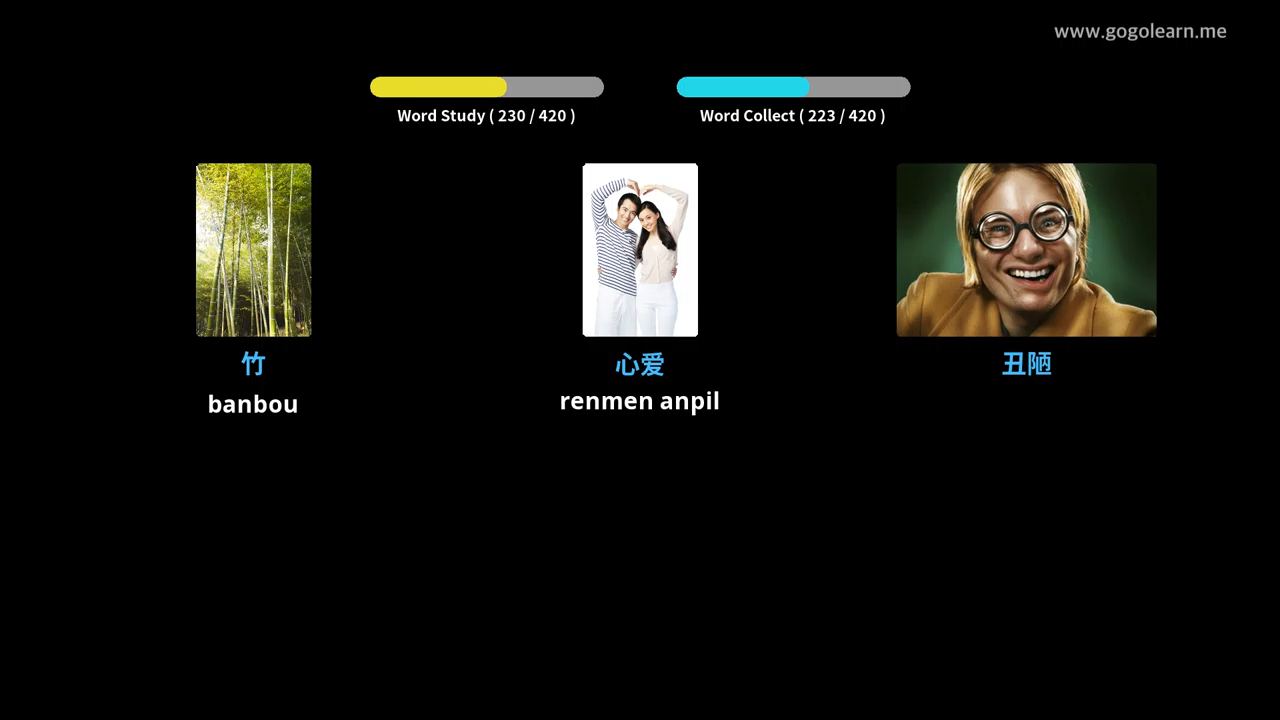 www.gogolearn.me
Word Study ( 230 / 420 )
Word Collect ( 223 / 420 )
竹
心爱
丑陋
banbou
renmen anpil